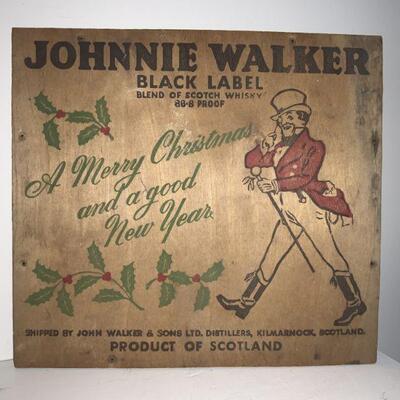 JOHNNIE WALKER
BLACK LABEL
BLEND OF SCOTCH WHISKY
86·8 PROOF
A Merry Christmas
and a good
New Year
SHIPPED BY JOHN WALKER & SONS LTD. DISTILLERS, KILMARNOCK, SCOTLAND.
PRODUCT OF SCOTLAND